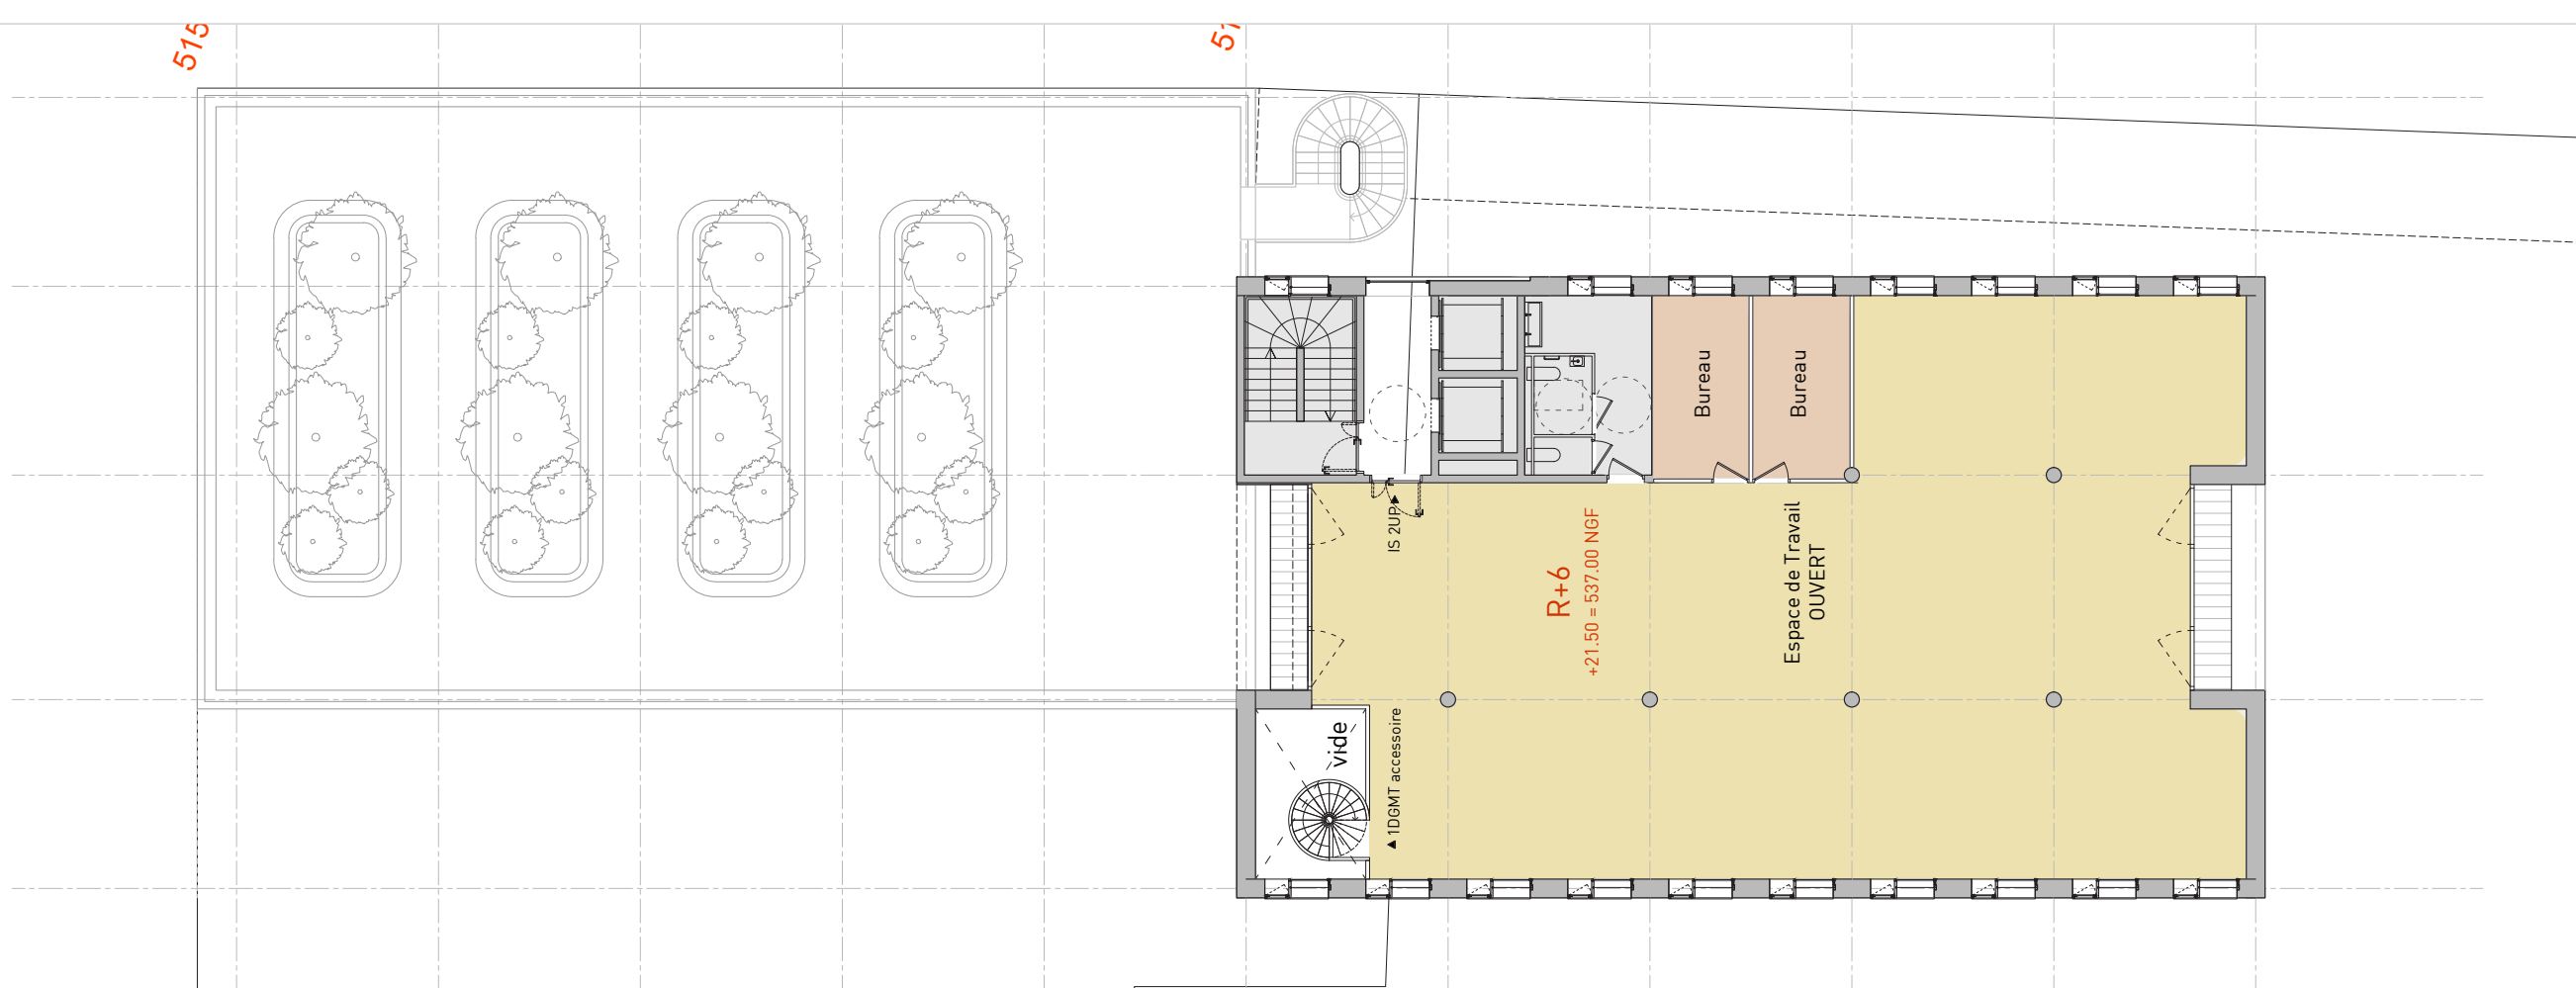 515
Bureau
Bureau
IS 2UP
R+6
+21.50 = 537.00 NGF
Espace de Travail
OUVERT
vide
1DGMT accessoire